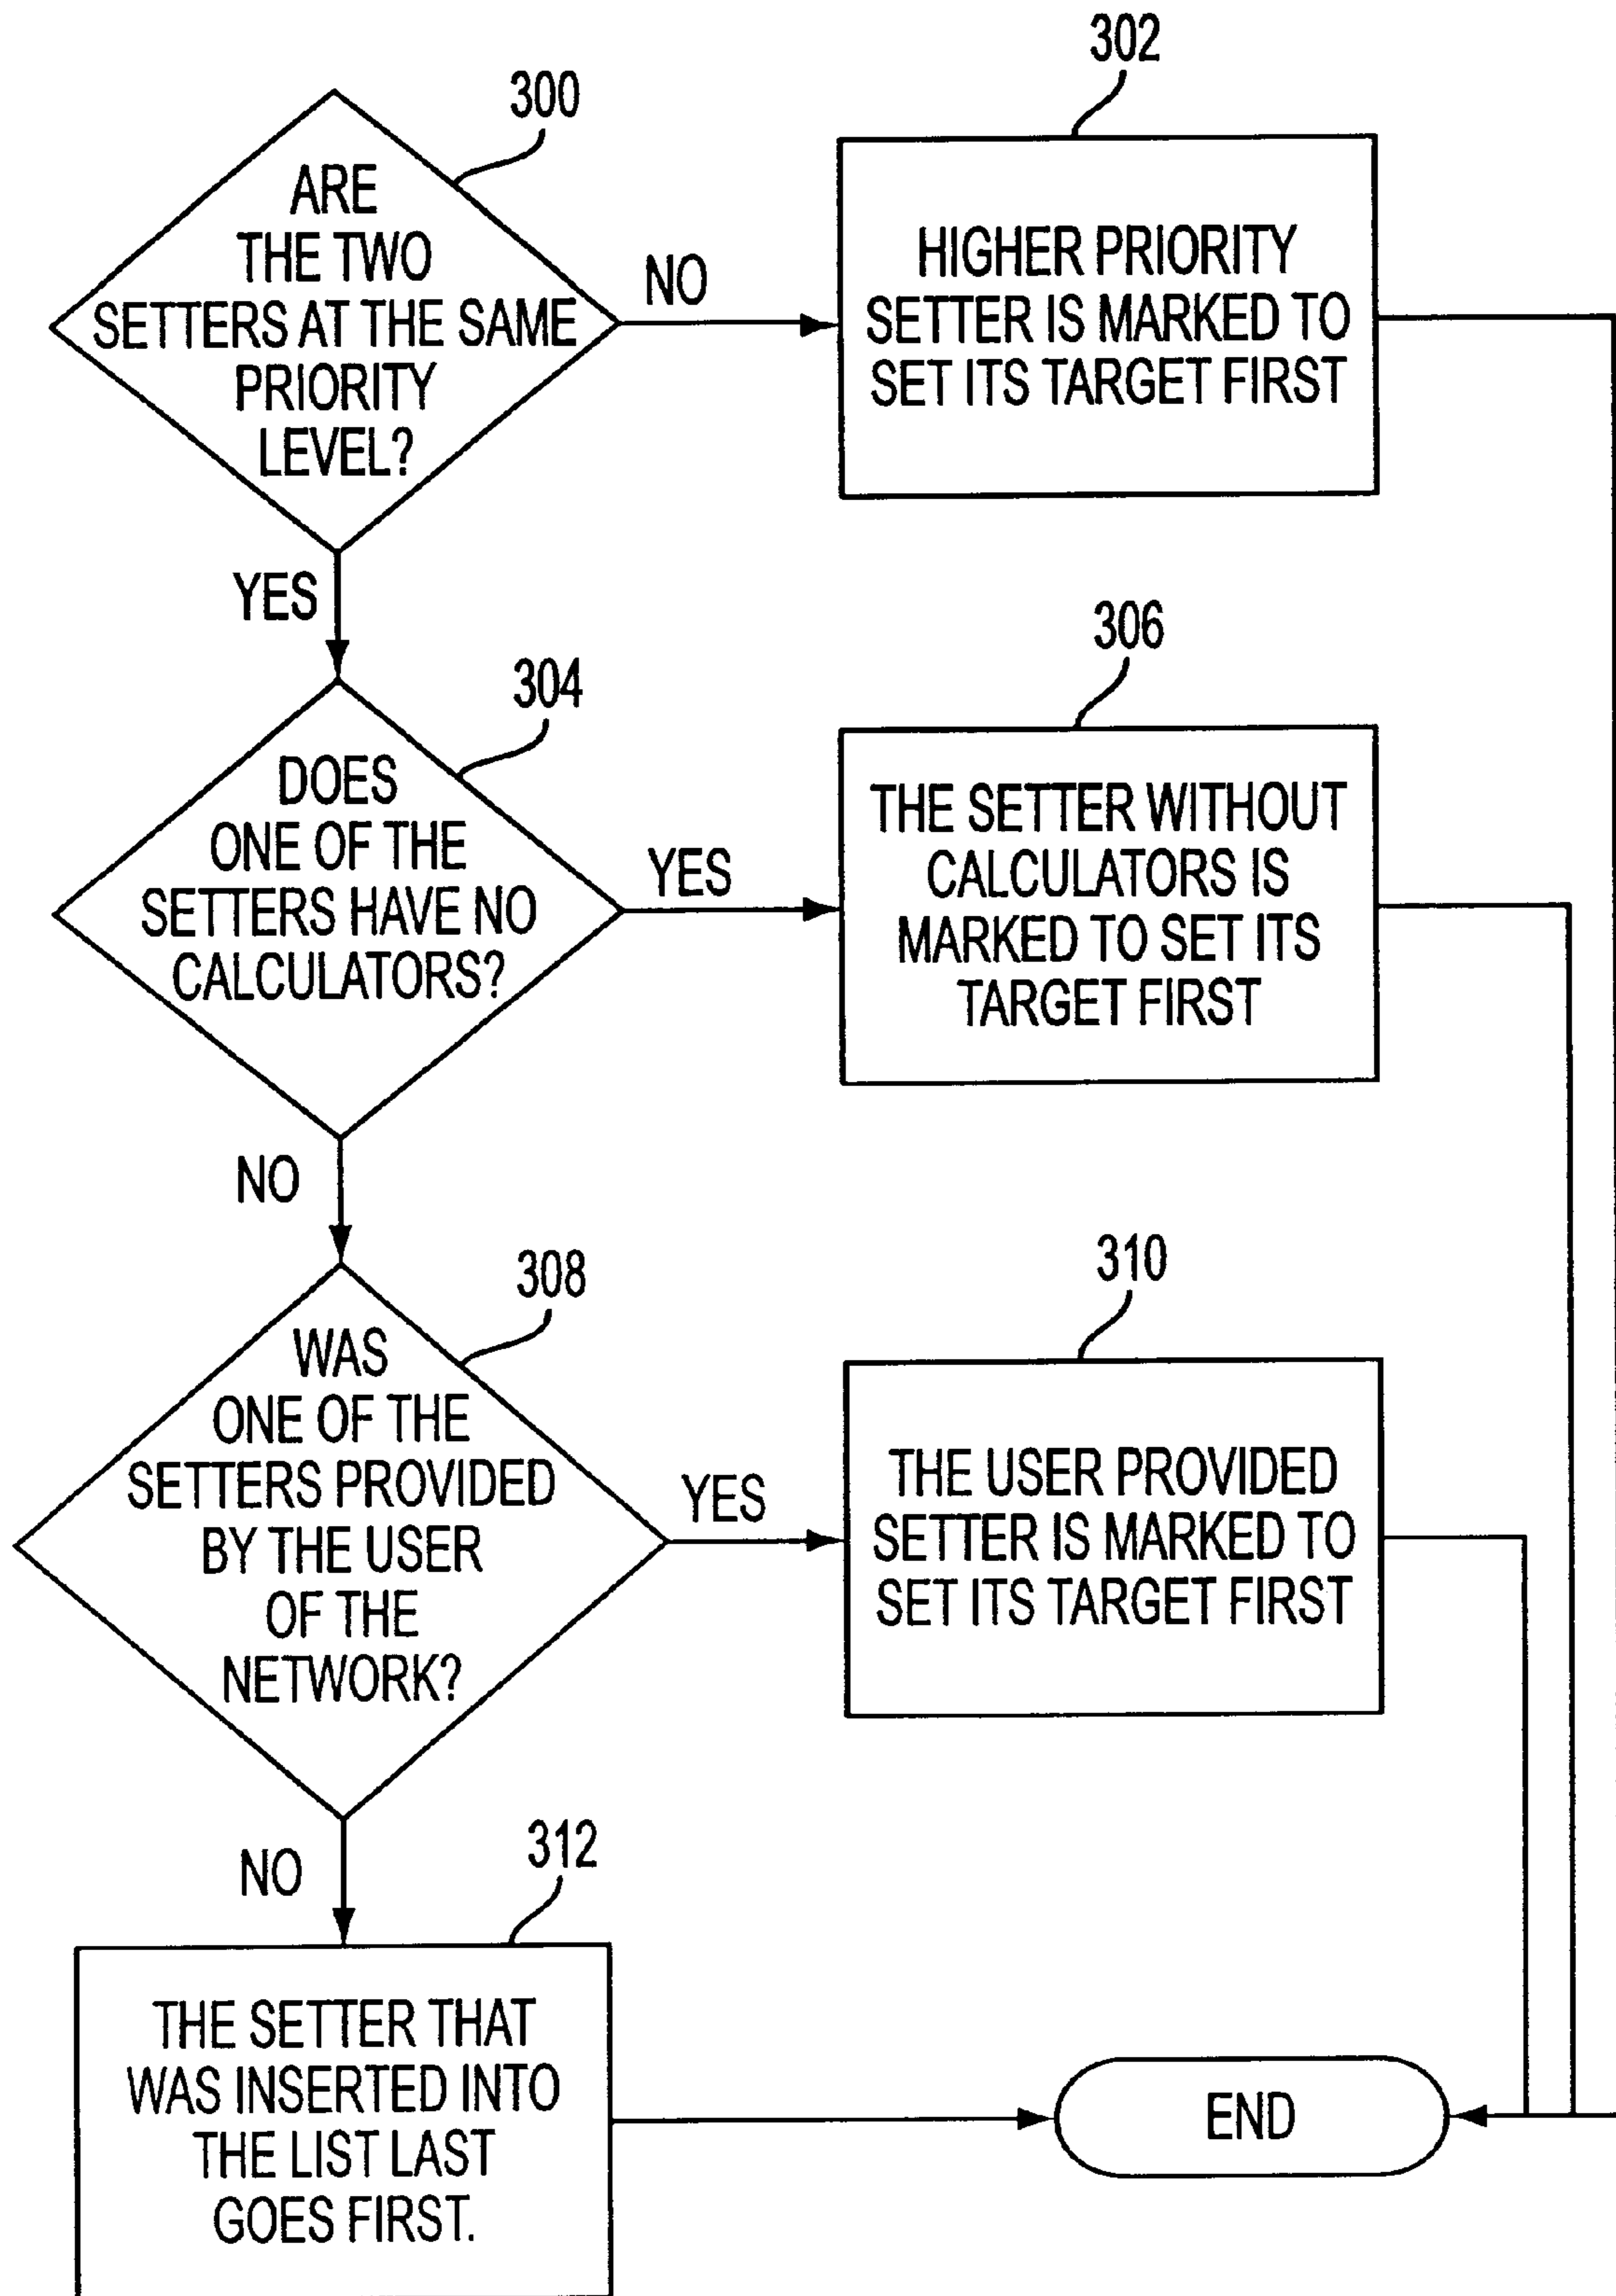 300
ARE
THE TWO
SETTERS AT THE SAME
PRIORITY
LEVEL?
NO
302
HIGHER PRIORITY
SETTER IS MARKED TO
SET ITS TARGET FIRST
YES
304
DOES
ONE OF THE
SETTERS HAVE NO
CALCULATORS?
YES
306
THE SETTER WITHOUT
CALCULATORS IS
MARKED TO SET ITS
TARGET FIRST
NO
308
WAS
ONE OF THE
SETTERS PROVIDED
BY THE USER
OF THE
NETWORK?
YES
310
THE USER PROVIDED
SETTER IS MARKED TO
SET ITS TARGET FIRST
NO
312
THE SETTER THAT
WAS INSERTED INTO
THE LIST LAST
GOES FIRST.
END